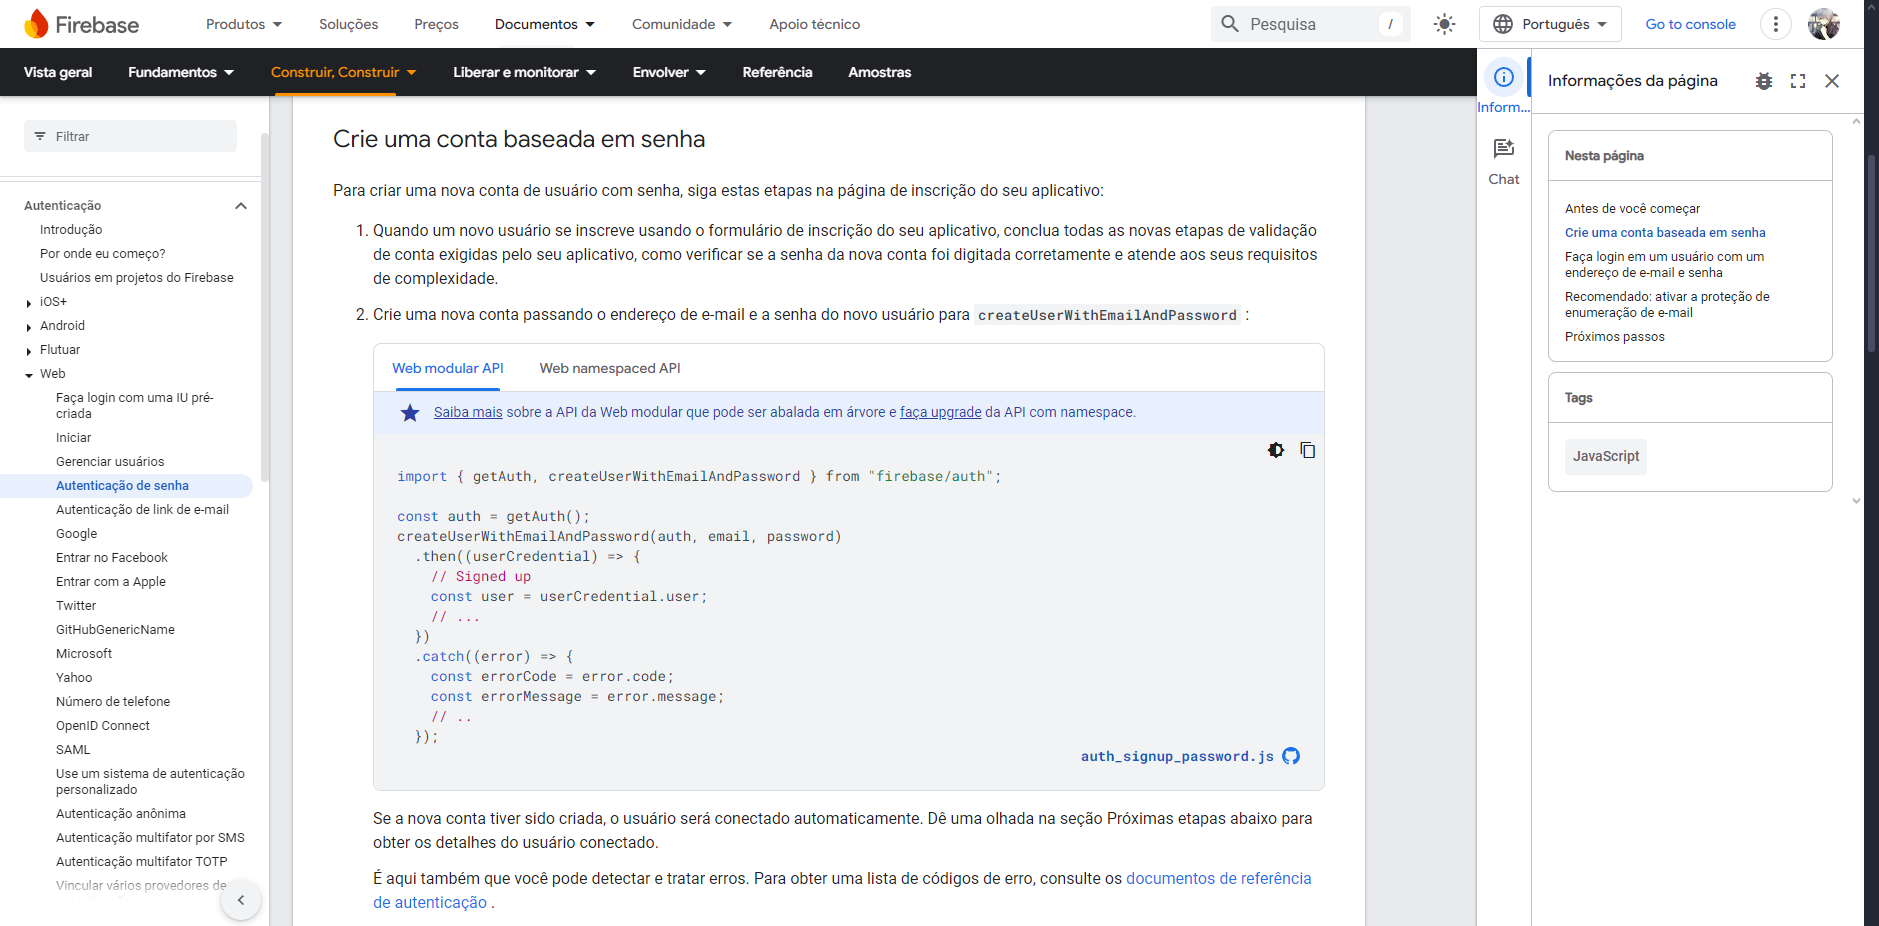 Firebase
Produtos
Soluções
Preços
Documentos
Comunidade
Apoio técnico
Pesquisa
/
Português
Go to console
Vista geral
Fundamentos
Construir, Construir
Liberar e monitorar
Envolver
Referência
Amostras
Filtrar
Autenticação
Introdução
Por onde eu começo?
Usuários em projetos do Firebase
iOS+
Android
Flutuar
Web
Faça login com uma IU pré-
criada
Iniciar
Gerenciar usuários
Autenticação de senha
Autenticação de link de e-mail
Google
Entrar no Facebook
Entrar com a Apple
Twitter
GitHubGenericName
Microsoft
Yahoo
Número de telefone
OpenID Connect
SAML
Use um sistema de autenticação
personalizado
Autenticação anônima
Autenticação multifator por SMS
Autenticação multifator TOTP
Vincular vários provedores de
Crie uma conta baseada em senha
Para criar uma nova conta de usuário com senha, siga estas etapas na página de inscrição do seu aplicativo:
1. Quando um novo usuário se inscreve usando o formulário de inscrição do seu aplicativo, conclua todas as novas etapas de validação
de conta exigidas pelo seu aplicativo, como verificar se a senha da nova conta foi digitada corretamente e atende aos seus requisitos
de complexidade.
2. Crie uma nova conta passando o endereço de e-mail e a senha do novo usuário para createUserWithEmailAndPassword :
Web modular API
Web namespaced API
Saiba mais sobre a API da Web modular que pode ser abalada em árvore e faça upgrade da API com namespace.
import { getAuth, createUserWithEmailAndPassword } from "firebase/auth";
const auth = getAuth();
createUserWithEmailAndPassword(auth, email, password)
.then((userCredential) => {
// Signed up
const user = userCredential.user;
// ...
})
.catch((error) => {
const errorCode = error.code;
const errorMessage = error.message;
// ..
});
auth_signup_password.js
Se a nova conta tiver sido criada, o usuário será conectado automaticamente. Dê uma olhada na seção Próximas etapas abaixo para
obter os detalhes do usuário conectado.
É aqui também que você pode detectar e tratar erros. Para obter uma lista de códigos de erro, consulte os documentos de referência
de autenticação .
Inform...
Chat
Informações da página
Nesta página
Antes de você começar
Crie uma conta baseada em senha
Faça login em um usuário com um
endereço de e-mail e senha
Recomendado: ativar a proteção de
enumeração de e-mail
Próximos passos
Tags
JavaScript